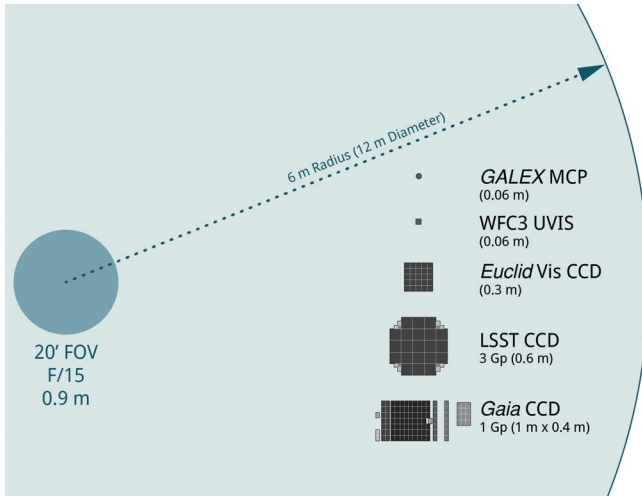 6 m Radius (12 m Diameter)
GALEX MCP
(0.06 m)
WFC3 UVIS
(0.06 m)
Euclid Vis CCD
(0.3 m)
LSST CCD
3 Gp (0.6 m)
Gaia CCD
1 Gp (1 m x 0.4 m)
20’ FOV
F/15
0.9 m